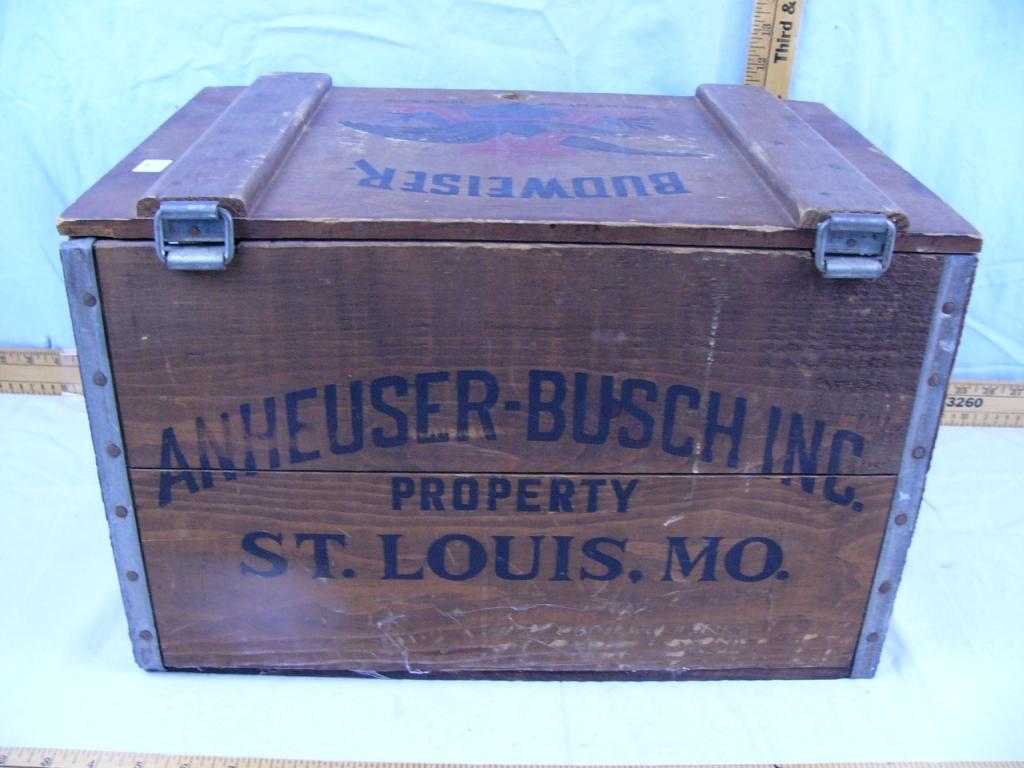 Third &
BUDWEISER
ANHEUSER-BUSCH INC.
PROPERTY
ST. LOUIS, MO.
3260